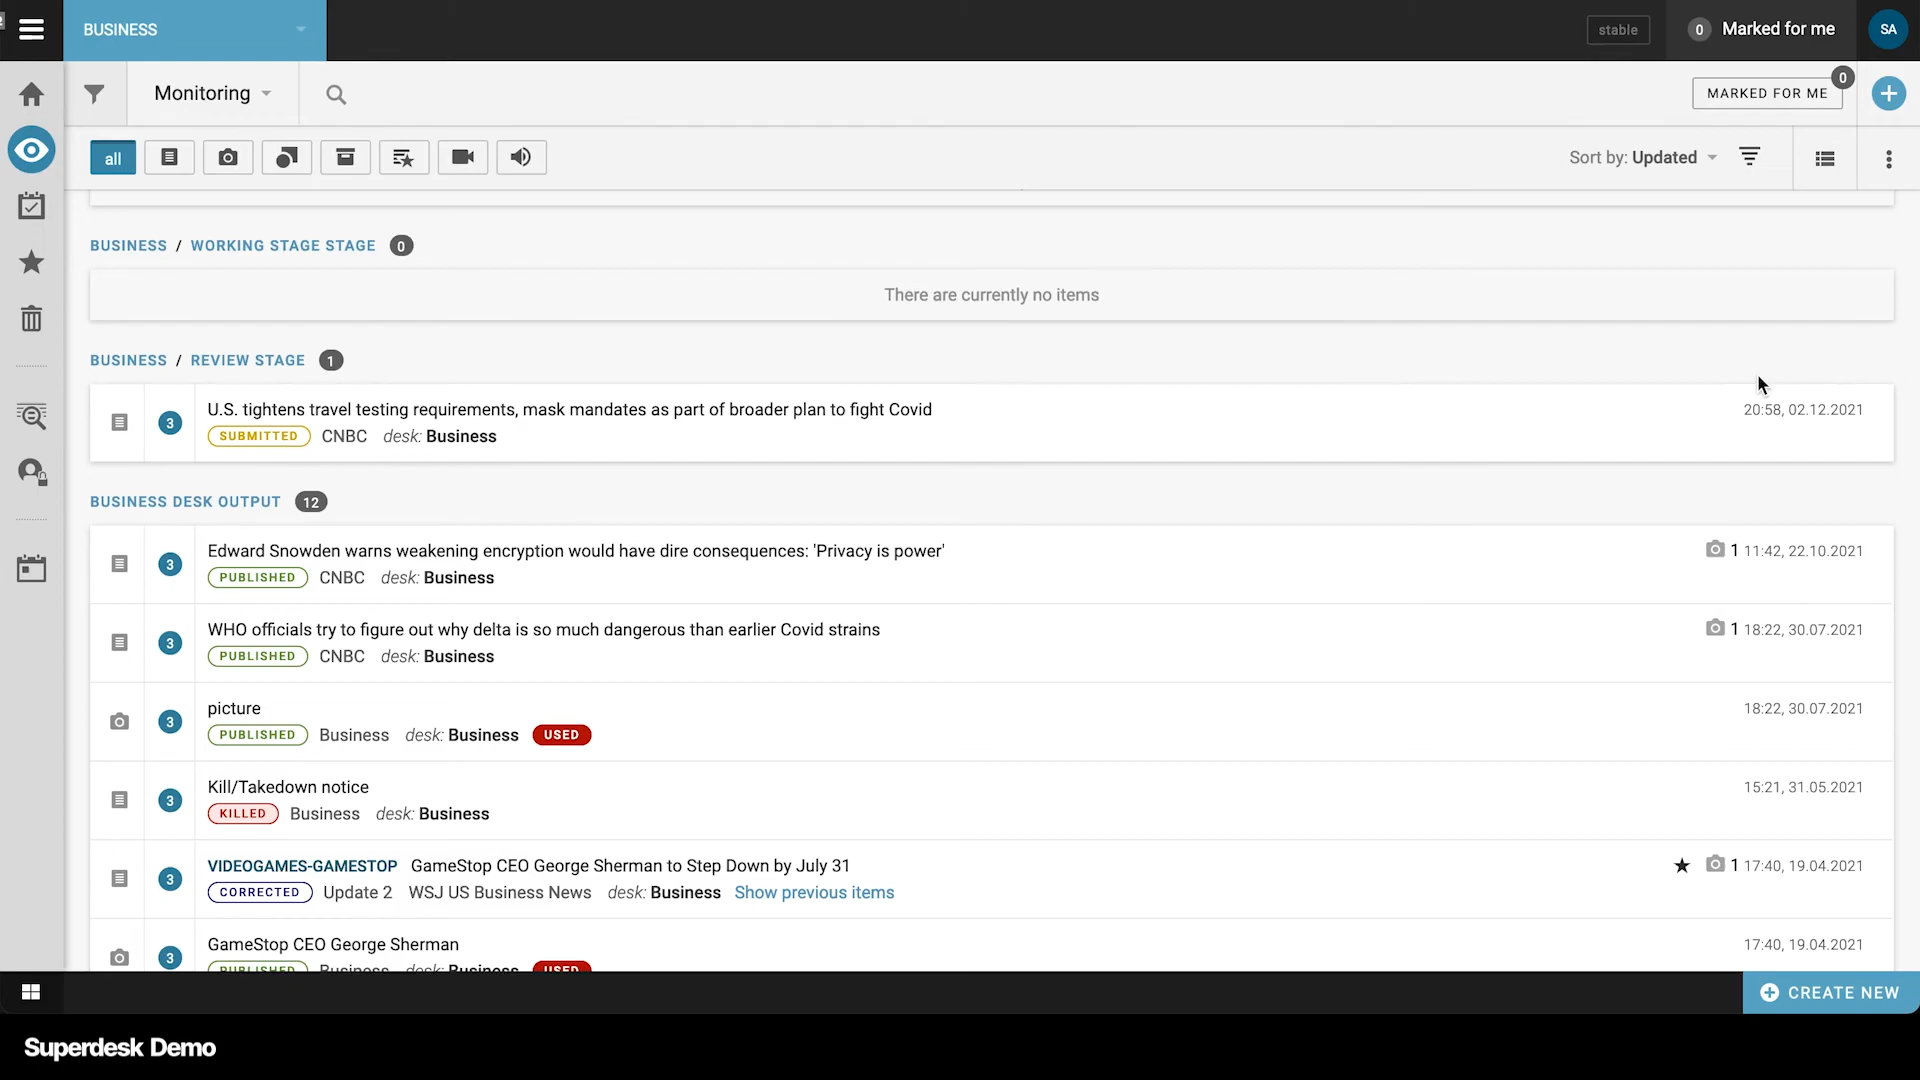 BUSINESS
stable
0 Marked for me
SA
Monitoring
MARKED FOR ME
0
all
Sort by: Updated
BUSINESS / WORKING STAGE STAGE 0
There are currently no items
BUSINESS / REVIEW STAGE 1
3 U.S. tightens travel testing requirements, mask mandates as part of broader plan to fight Covid 20:58, 02.12.2021
SUBMITTED CNBC desk: Business
BUSINESS DESK OUTPUT 12
3 Edward Snowden warns weakening encryption would have dire consequences: 'Privacy is power' 1 11:42, 22.10.2021
PUBLISHED CNBC desk: Business
3 WHO officials try to figure out why delta is so much dangerous than earlier Covid strains 1 18:22, 30.07.2021
PUBLISHED CNBC desk: Business
3 picture 18:22, 30.07.2021
PUBLISHED Business desk: Business USED
3 Kill/Takedown notice 15:21, 31.05.2021
KILLED Business desk: Business
3 VIDEOGAMES-GAMESTOP GameStop CEO George Sherman to Step Down by July 31 1 17:40, 19.04.2021
CORRECTED Update 2 WSJ US Business News desk: Business Show previous items
3 GameStop CEO George Sherman 17:40, 19.04.2021
PUBLISHED Business desk: Business USED
CREATE NEW
Superdesk Demo